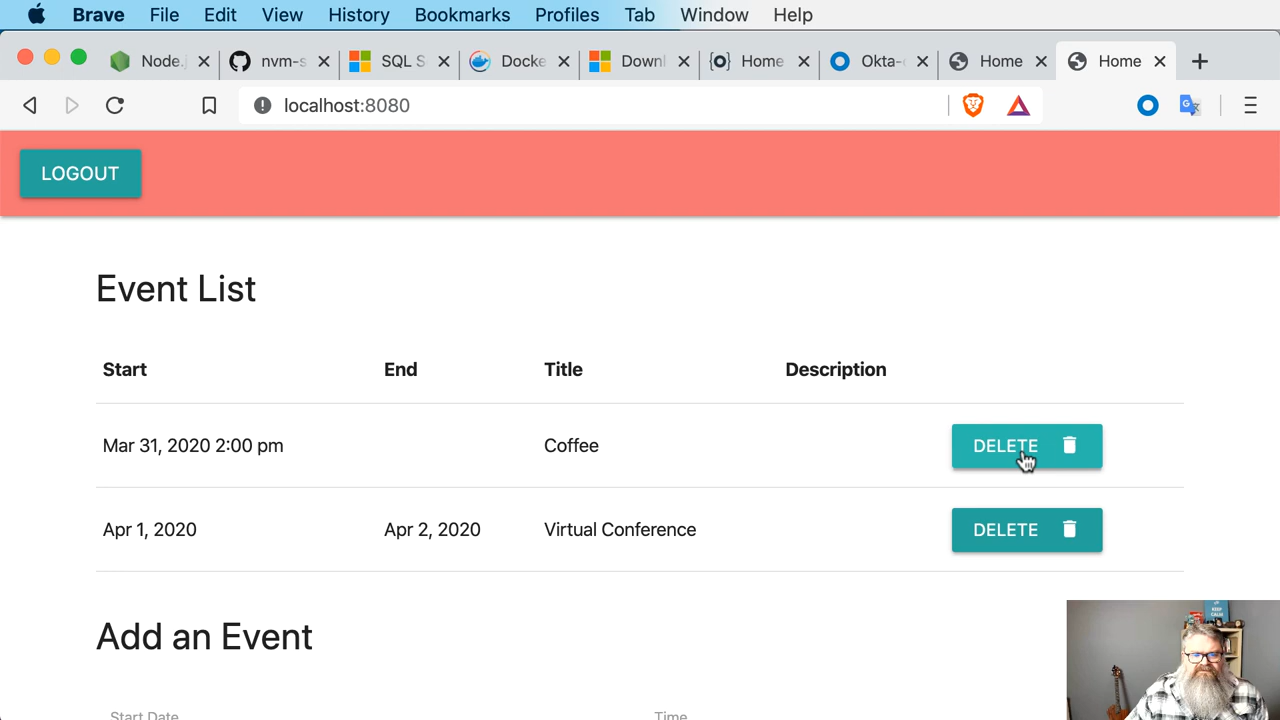 Brave File Edit View History Bookmarks Profiles Tab Window Help
Node.j nvm-s SQL S Docke Downl Home Okta- Home Home
localhost:8080
LOGOUT
Event List
Start End Title Description
Mar 31, 2020 2:00 pm Coffee DELETE
Apr 1, 2020 Apr 2, 2020 Virtual Conference DELETE
Add an Event
Start Date Time
KEEP CALM